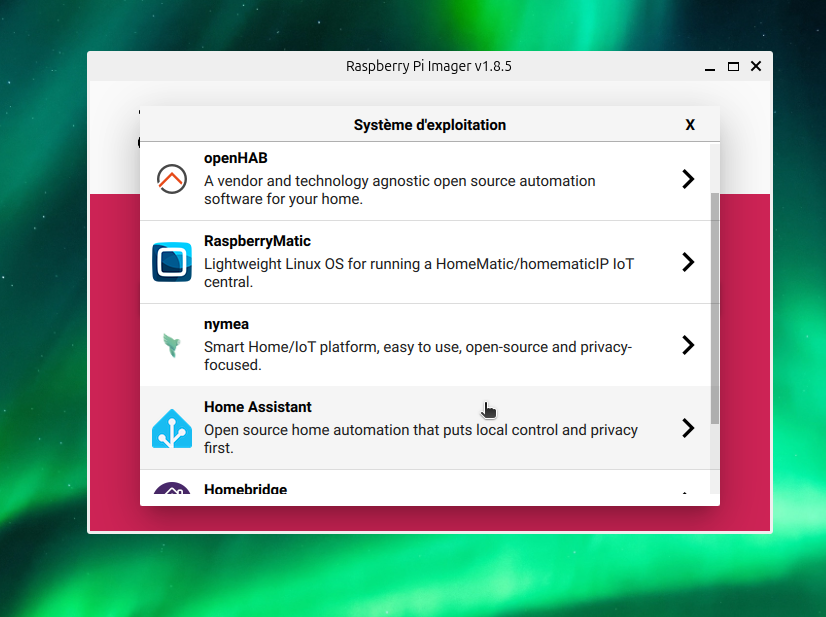 Raspberry Pi Imager v1.8.5
Système d'exploitation
X
openHAB
A vendor and technology agnostic open source automation
software for your home.
RaspberryMatic
Lightweight Linux OS for running a HomeMatic/homematicIP IoT
central.
nymea
Smart Home/IoT platform, easy to use, open-source and privacy-
focused.
Home Assistant
Open source home automation that puts local control and privacy
first.
Homebridge